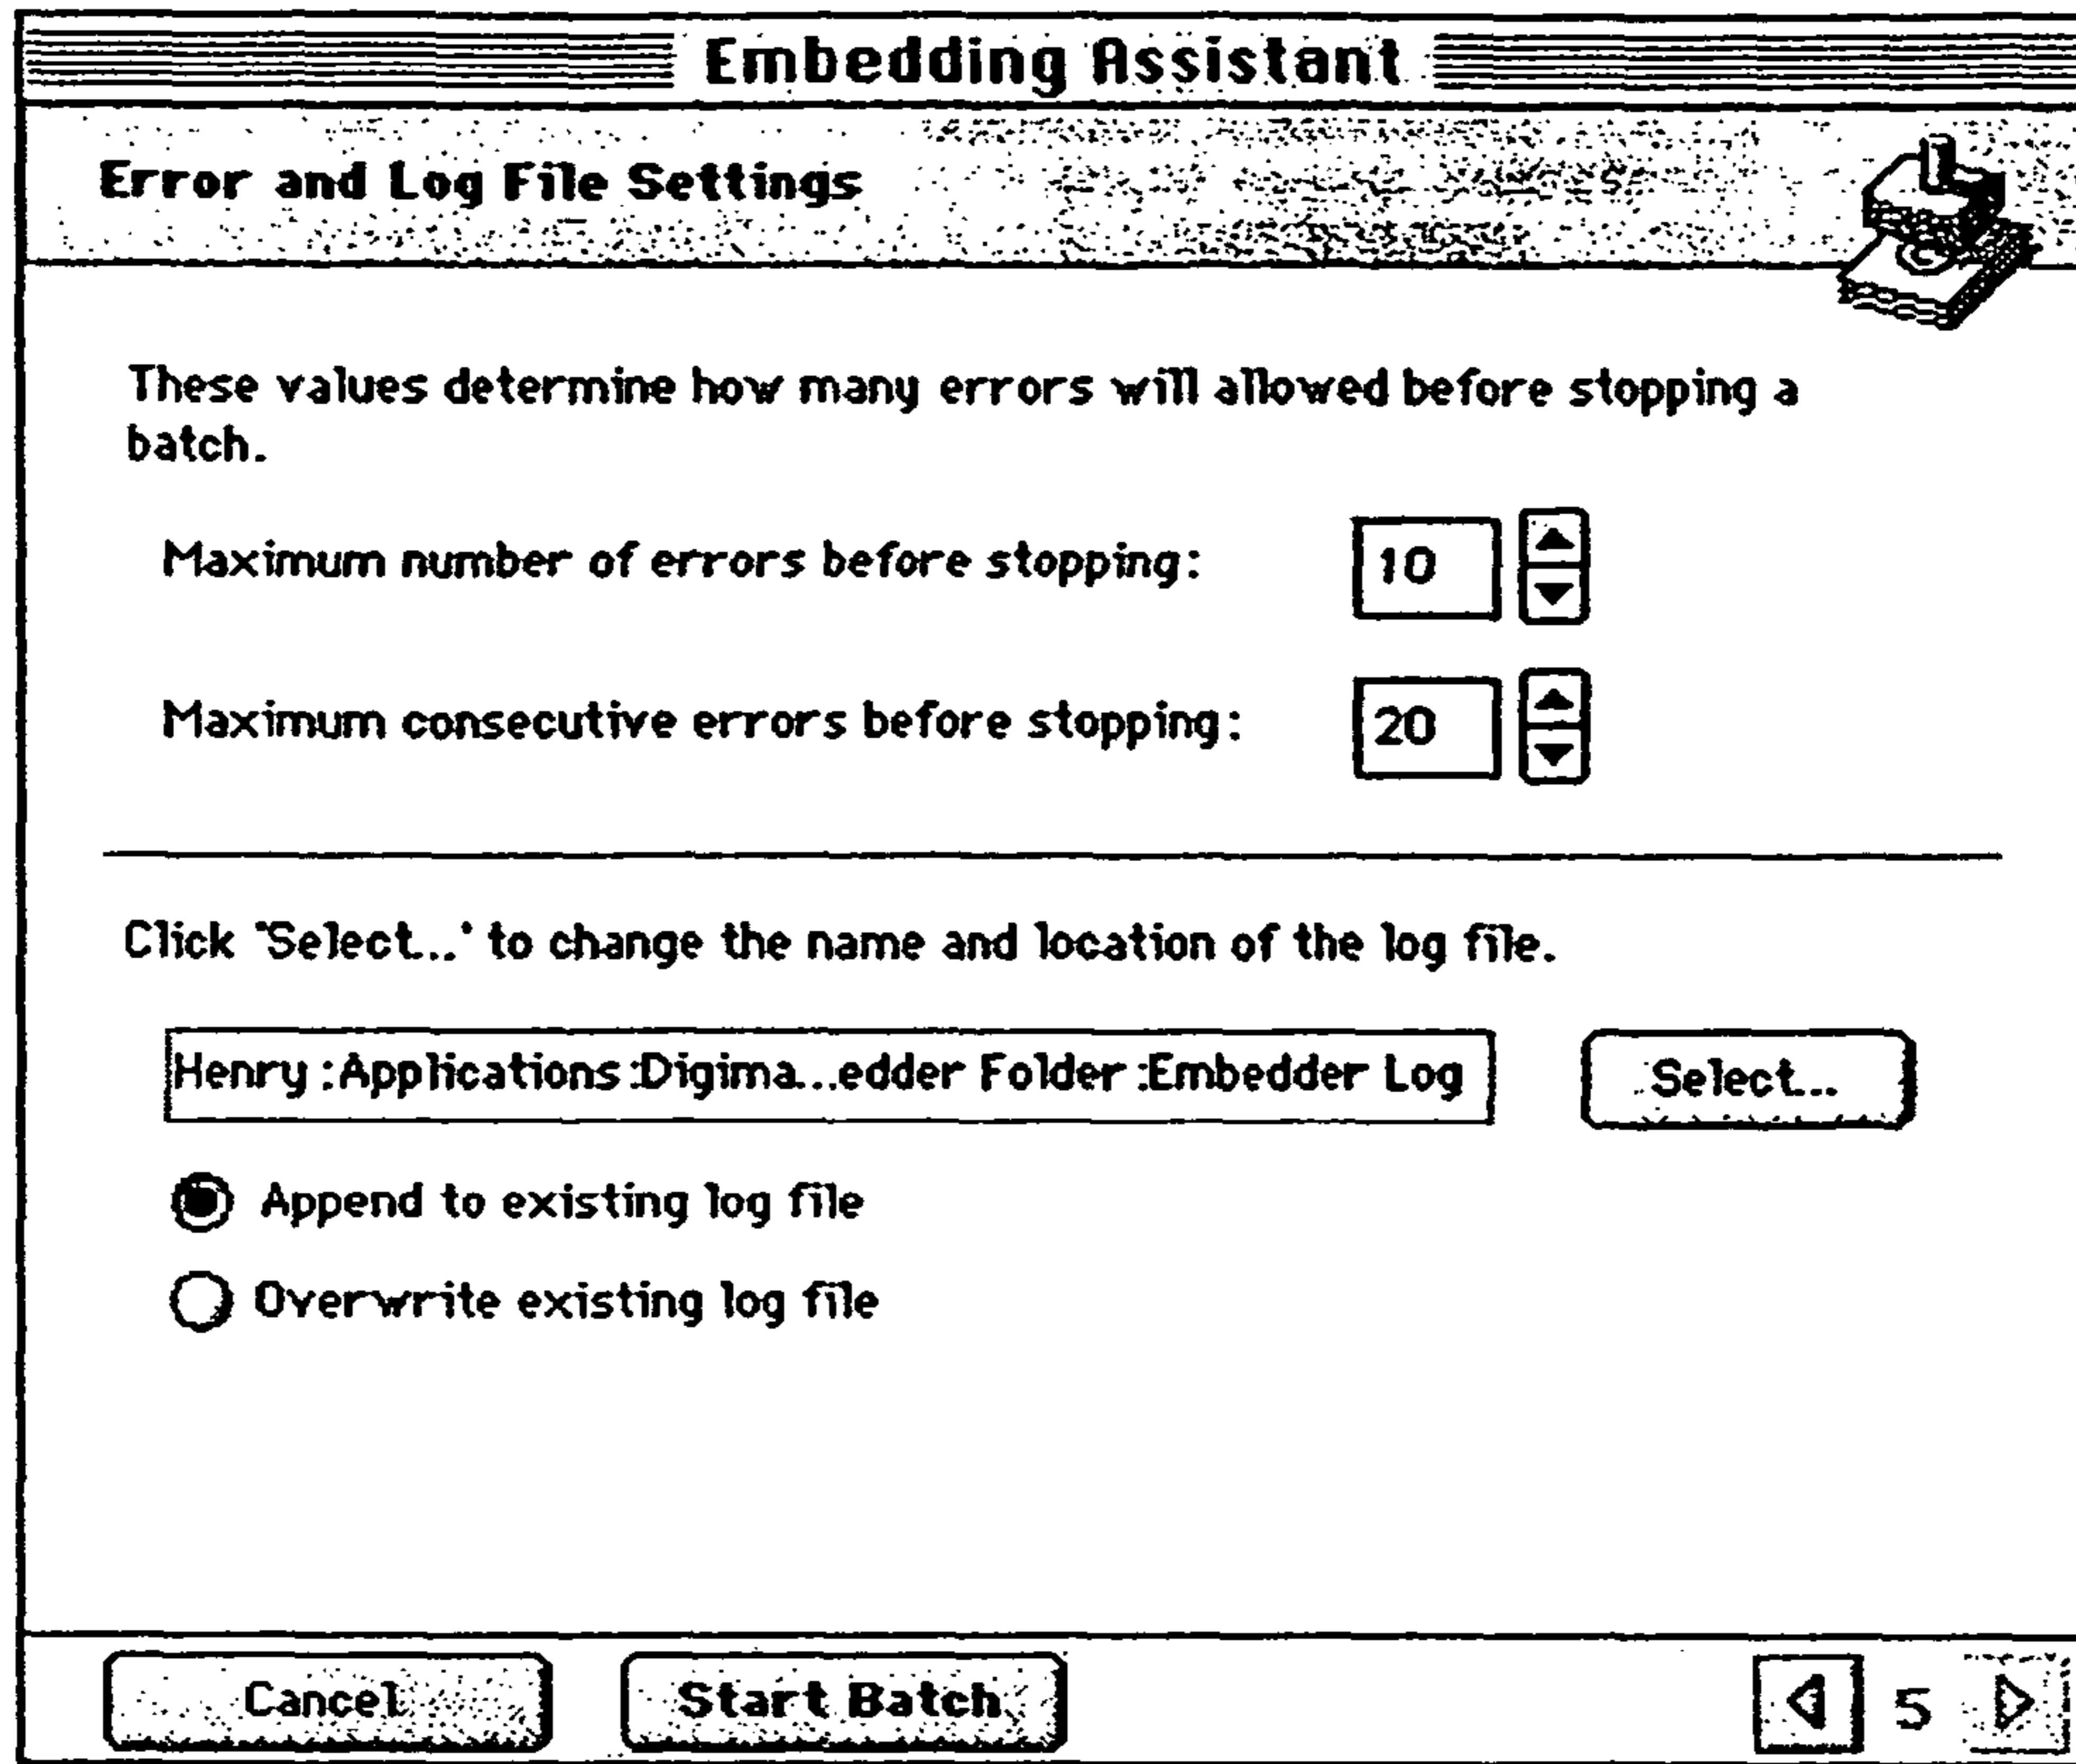 Embedding Assistant
Error and Log File Settings
These values determine how many errors will allowed before stopping a
batch.
Maximum number of errors before stopping: 10
Maximum consecutive errors before stopping: 20
Click 'Select...' to change the name and location of the log file.
Henry:Applications:Digima...edder Folder:Embedder Log Select...
Append to existing log file
Overwrite existing log file
Cancel Start Batch 5